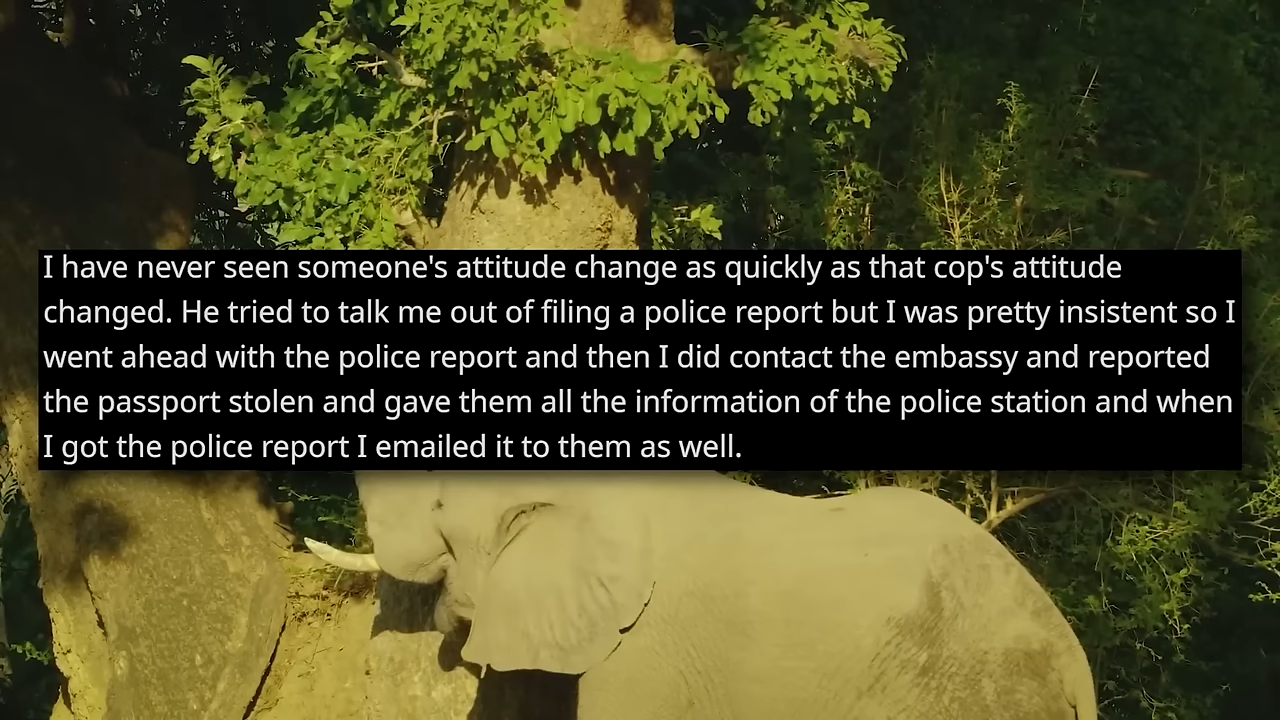 I have never seen someone's attitude change as quickly as that cop's attitude
changed. He tried to talk me out of filing a police report but I was pretty insistent so I
went ahead with the police report and then I did contact the embassy and reported
the passport stolen and gave them all the information of the police station and when
I got the police report I emailed it to them as well.